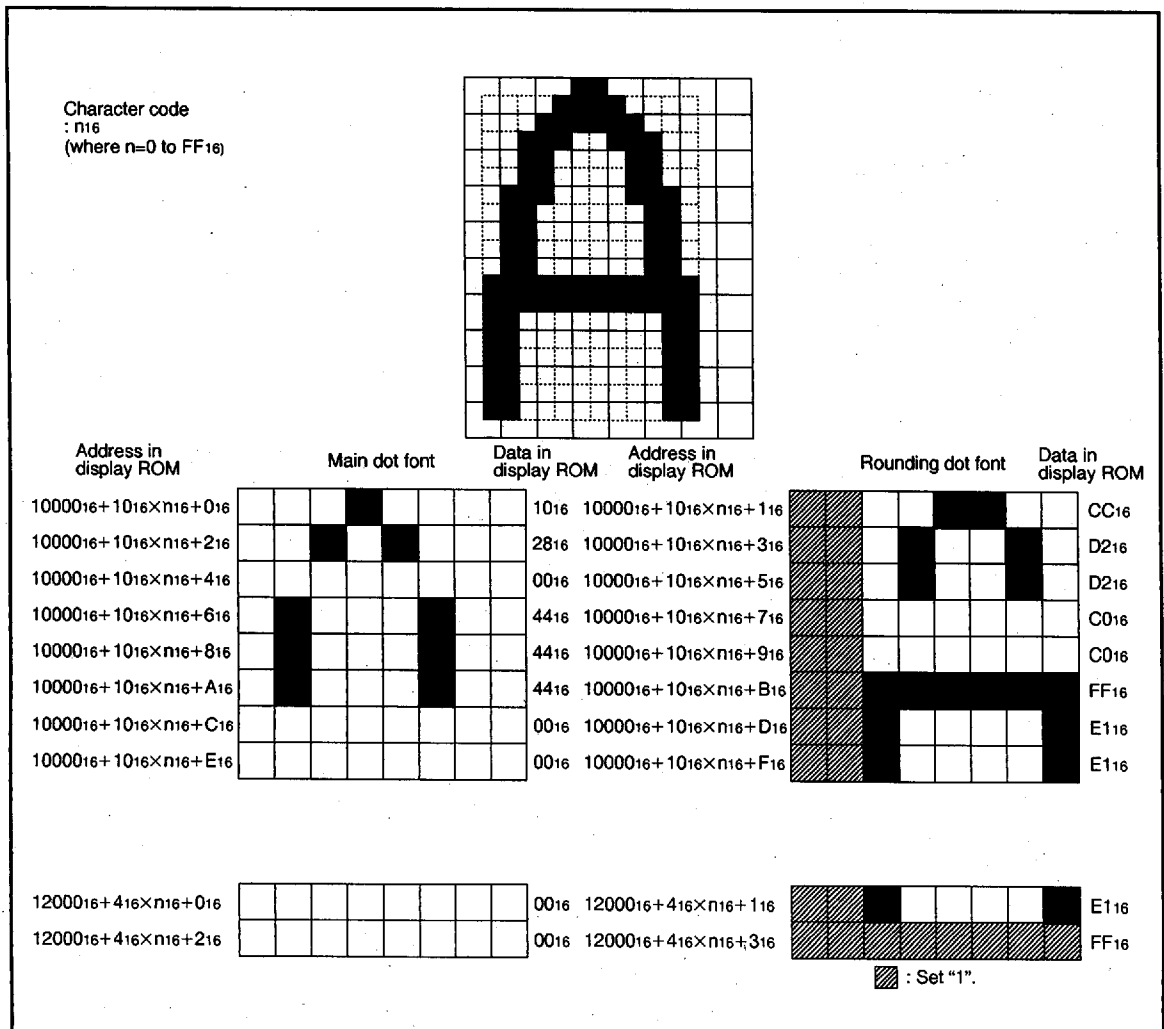 Character code
: n16
(where n=0 to FF16)
Address in display ROM Main dot font Data in display ROM Address in display ROM Rounding dot font Data in display ROM
1000016+1016×n16+016 1016 1000016+1016×n16+116 CC16
1000016+1016×n16+216 2816 1000016+1016×n16+316 D216
1000016+1016×n16+416 0016 1000016+1016×n16+516 D216
1000016+1016×n16+616 4416 1000016+1016×n16+716 C016
1000016+1016×n16+816 4416 1000016+1016×n16+916 C016
1000016+1016×n16+A16 4416 1000016+1016×n16+B16 FF16
1000016+1016×n16+C16 0016 1000016+1016×n16+D16 E116
1000016+1016×n16+E16 0016 1000016+1016×n16+F16 E116
1200016+416×n16+016 0016 1200016+416×n16+116 E116
1200016+416×n16+216 0016 1200016+416×n16+316 FF16
: Set “1”.